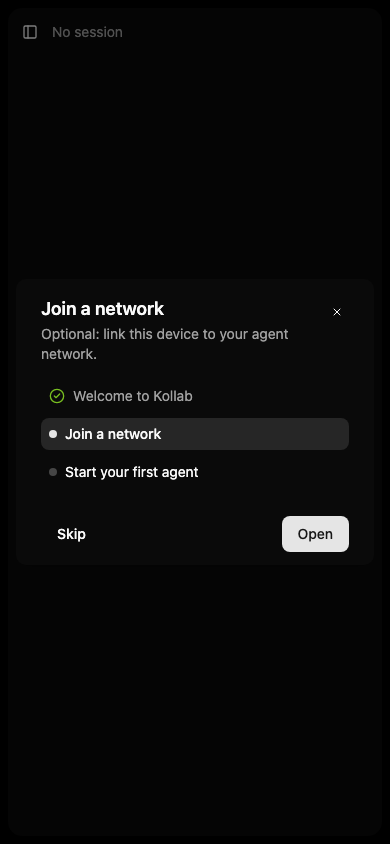 No session
Join a network
Optional: link this device to your agent
network.
Welcome to Kollab
Join a network
Start your first agent
Skip
Open